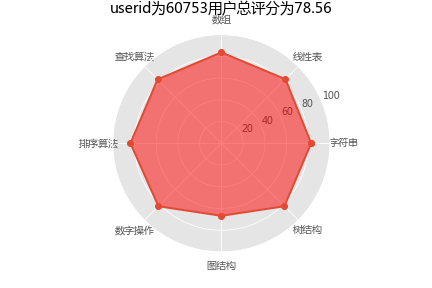 userid为60753用户总评分为78.56
数组
查找算法
线性表
100
80
60
40
20
排序算法
字符串
数字操作
树结构
图结构